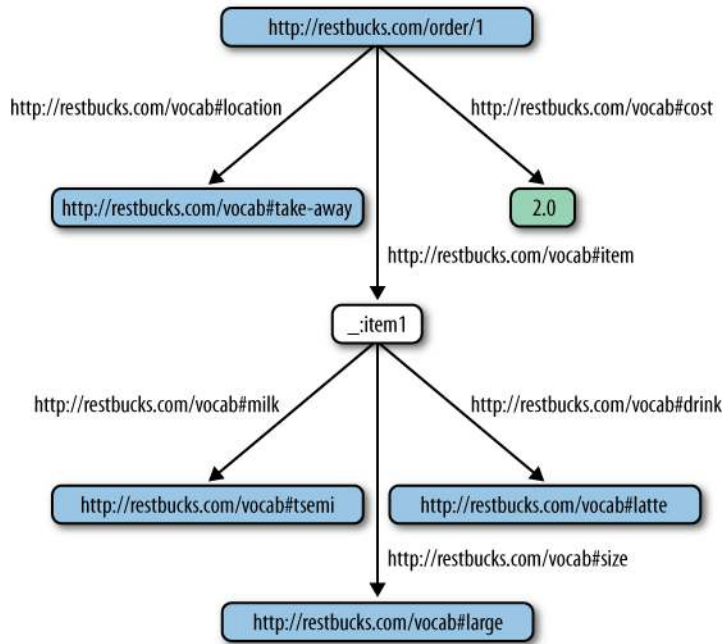 http://restbucks.com/order/1
http://restbucks.com/vocab#location
http://restbucks.com/vocab#cost
http://restbucks.com/vocab#take-away
2.0
http://restbucks.com/vocab#item
_:item1
http://restbucks.com/vocab#milk
http://restbucks.com/vocab#drink
http://restbucks.com/vocab#tsemi
http://restbucks.com/vocab#latte
http://restbucks.com/vocab#size
http://restbucks.com/vocab#large